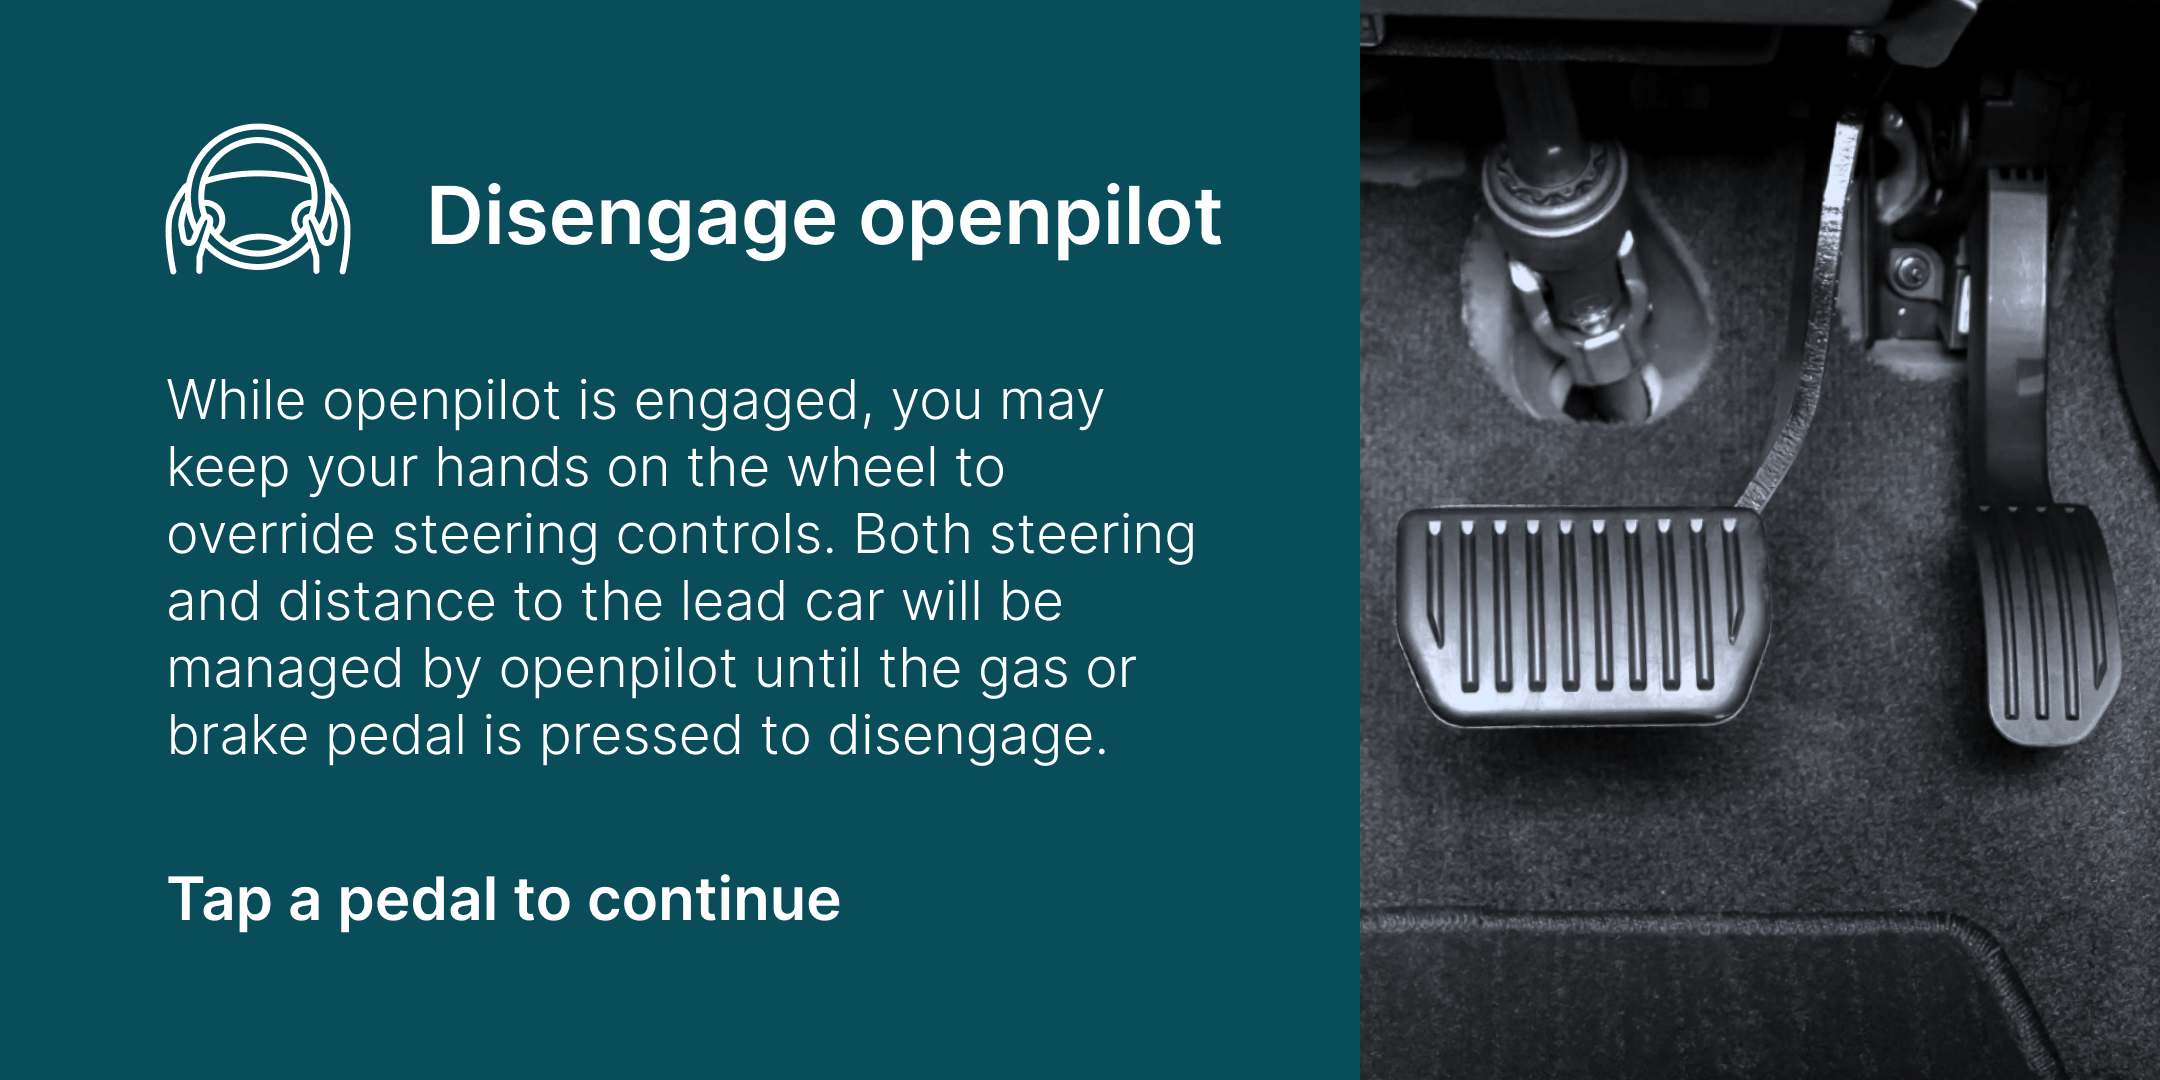 Disengage openpilot
While openpilot is engaged, you may
keep your hands on the wheel to
override steering controls. Both steering
and distance to the lead car will be
managed by openpilot until the gas or
brake pedal is pressed to disengage.
Tap a pedal to continue